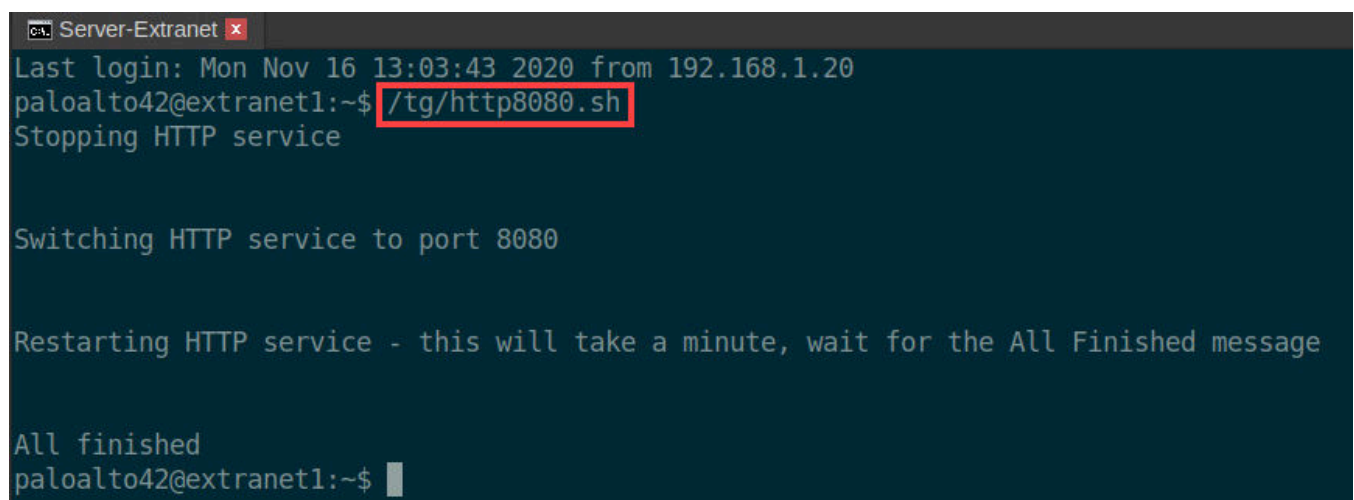 Server-Extranet
Last login: Mon Nov 16 13:03:43 2020 from 192.168.1.20
paloalto42@extranet1:~$ /tg/http8080.sh
Stopping HTTP service
Switching HTTP service to port 8080
Restarting HTTP service - this will take a minute, wait for the All Finished message
All finished
paloalto42@extranet1:~$